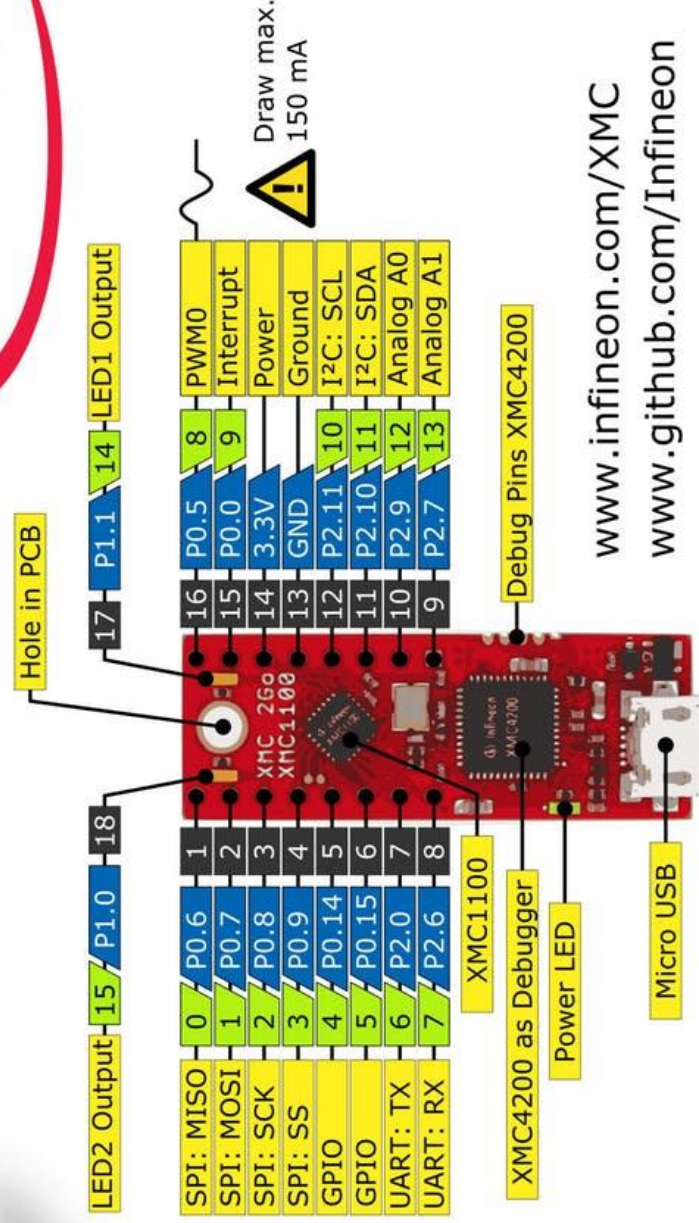 Hole in PCB
LED2 Output 15 P1.0 18
17 P1.1 14 LED1 Output
SPI: MISO 0 P0.6 1
SPI: MOSI 1 P0.7 2
SPI: SCK 2 P0.8 3
SPI: SS 3 P0.9 4
GPIO 4 P0.14 5
GPIO 5 P0.15 6
UART: TX 6 P2.0 7
UART: RX 7 P2.6 8
XMC 2Go
XMC1100
16 P0.5 8 PWM0
15 P0.0 9 Interrupt
14 3.3V Power
13 GND Ground
12 P2.11 10 I²C: SCL
11 P2.10 11 I²C: SDA
10 P2.9 12 Analog A0
9 P2.7 13 Analog A1
Draw max.
150 mA
Infineon
XMC4200
XMC1100
XMC4200 as Debugger
Power LED
Micro USB
Debug Pins XMC4200
www.infineon.com/XMC
www.github.com/Infineon